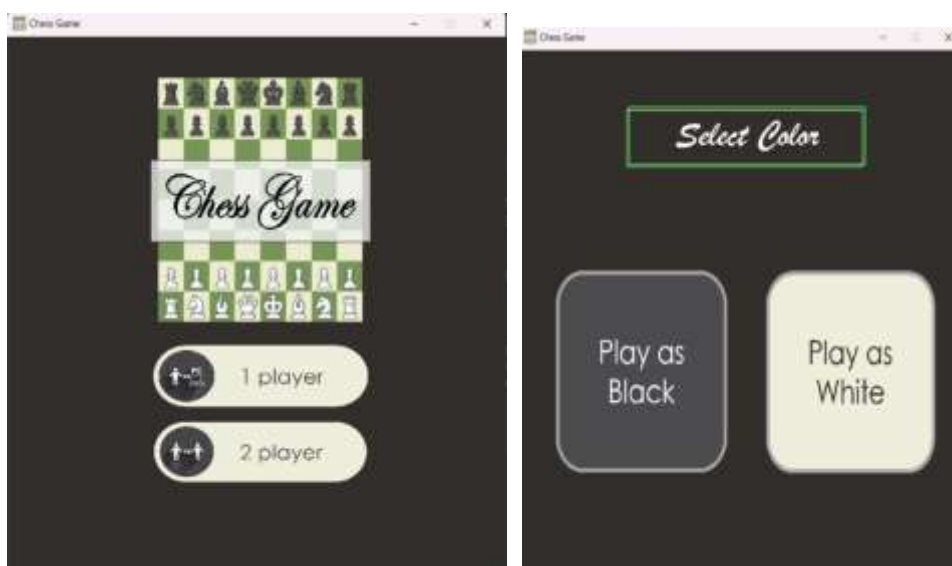 Chess Game
Chess Game
1 player
2 player
Chess Game
Select Color
Play as
Black
Play as
White